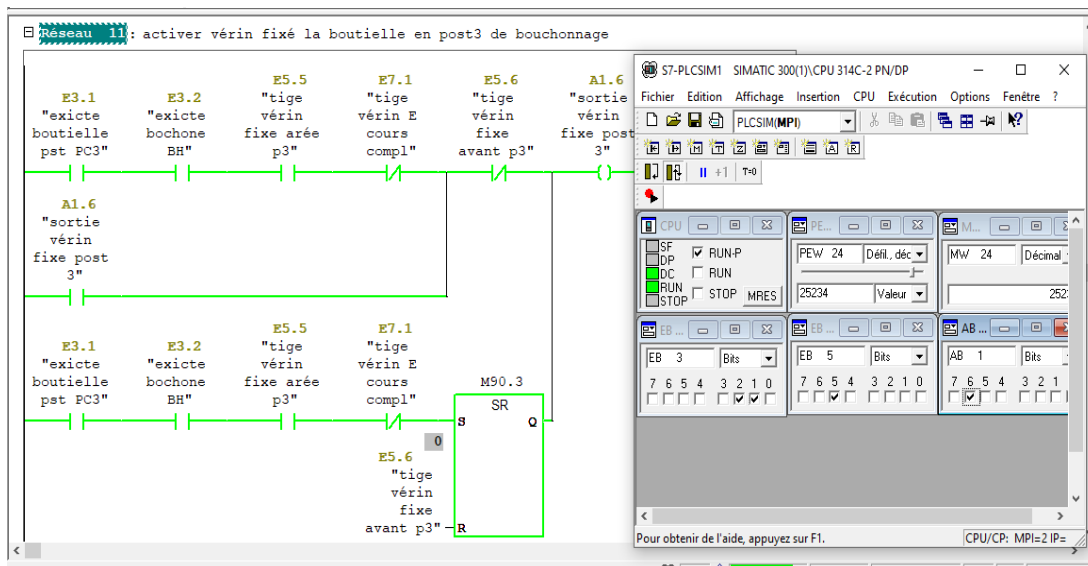 Réseau 11: activer vérin fixé la boutielle en post3 de bouchonnage
E3.1
"exicte
boutielle
pst PC3"
E3.2
"exicte
bochone
BH"
E5.5
"tige
vérin
fixe arée
p3"
E7.1
"tige
vérin E
cours
compl"
E5.6
"tige
vérin
fixe
avant p3"
A1.6
"sortie
vérin
fixe post
3"
A1.6
"sortie
vérin
fixe post
3"
E3.1
"exicte
boutielle
pst PC3"
E3.2
"exicte
bochone
BH"
E5.5
"tige
vérin
fixe arée
p3"
E7.1
"tige
vérin E
cours
compl"
M90.3
SR
S Q
0
E5.6
"tige
vérin
fixe
avant p3"
R
S7-PLCSIM1 SIMATIC 300(1)\CPU 314C-2 PN/DP
Fichier Edition Affichage Insertion CPU Exécution Options Fenêtre ?
PLCSIM(MPI)
+1 T=0
CPU
SF
DP
DC
RUN
STOP
RUN-P
RUN
STOP MRES
PE...
PEW 24 Défil., déc
25234 Valeur
M...
MW 24 Décimal
252
EB ...
EB 3 Bits
7 6 5 4 3 2 1 0
EB ...
EB 5 Bits
7 6 5 4 3 2 1 0
AB ...
AB 1 Bits
7 6 5 4 3 2 1
Pour obtenir de l'aide, appuyez sur F1.
CPU/CP: MPI=2 IP=